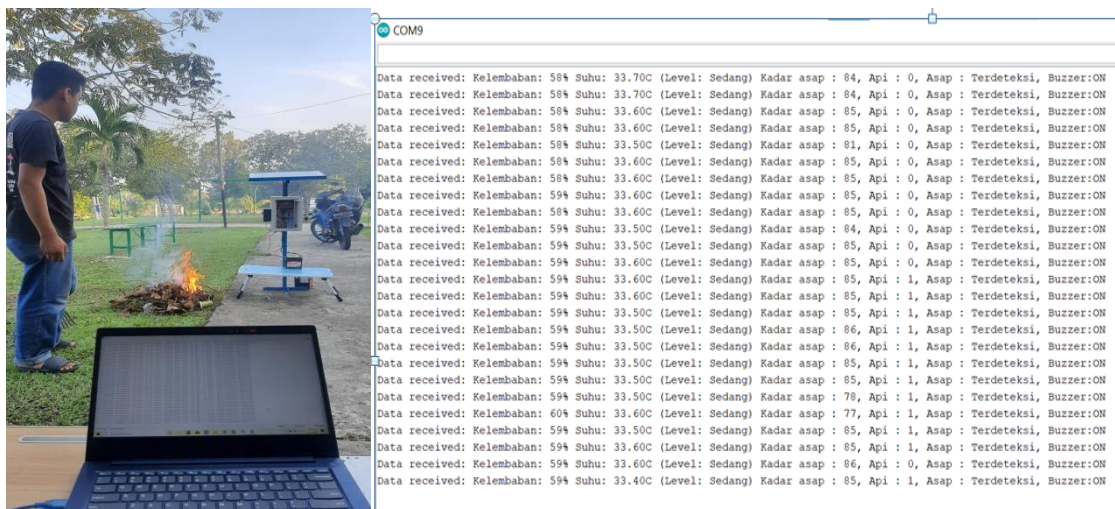 COM9
Data received: Kelembaban: 58% Suhu: 33.70C (Level: Sedang) Kadar asap : 84, Api : 0, Asap : Terdeteksi, Buzzer:ON
Data received: Kelembaban: 58% Suhu: 33.70C (Level: Sedang) Kadar asap : 84, Api : 0, Asap : Terdeteksi, Buzzer:ON
Data received: Kelembaban: 58% Suhu: 33.60C (Level: Sedang) Kadar asap : 85, Api : 0, Asap : Terdeteksi, Buzzer:ON
Data received: Kelembaban: 58% Suhu: 33.60C (Level: Sedang) Kadar asap : 85, Api : 0, Asap : Terdeteksi, Buzzer:ON
Data received: Kelembaban: 58% Suhu: 33.50C (Level: Sedang) Kadar asap : 81, Api : 0, Asap : Terdeteksi, Buzzer:ON
Data received: Kelembaban: 58% Suhu: 33.60C (Level: Sedang) Kadar asap : 85, Api : 0, Asap : Terdeteksi, Buzzer:ON
Data received: Kelembaban: 58% Suhu: 33.60C (Level: Sedang) Kadar asap : 85, Api : 0, Asap : Terdeteksi, Buzzer:ON
Data received: Kelembaban: 59% Suhu: 33.60C (Level: Sedang) Kadar asap : 85, Api : 0, Asap : Terdeteksi, Buzzer:ON
Data received: Kelembaban: 58% Suhu: 33.60C (Level: Sedang) Kadar asap : 85, Api : 0, Asap : Terdeteksi, Buzzer:ON
Data received: Kelembaban: 59% Suhu: 33.50C (Level: Sedang) Kadar asap : 84, Api : 0, Asap : Terdeteksi, Buzzer:ON
Data received: Kelembaban: 59% Suhu: 33.50C (Level: Sedang) Kadar asap : 85, Api : 0, Asap : Terdeteksi, Buzzer:ON
Data received: Kelembaban: 59% Suhu: 33.60C (Level: Sedang) Kadar asap : 85, Api : 0, Asap : Terdeteksi, Buzzer:ON
Data received: Kelembaban: 59% Suhu: 33.60C (Level: Sedang) Kadar asap : 85, Api : 1, Asap : Terdeteksi, Buzzer:ON
Data received: Kelembaban: 59% Suhu: 33.60C (Level: Sedang) Kadar asap : 85, Api : 1, Asap : Terdeteksi, Buzzer:ON
Data received: Kelembaban: 59% Suhu: 33.50C (Level: Sedang) Kadar asap : 85, Api : 1, Asap : Terdeteksi, Buzzer:ON
Data received: Kelembaban: 59% Suhu: 33.50C (Level: Sedang) Kadar asap : 86, Api : 1, Asap : Terdeteksi, Buzzer:ON
Data received: Kelembaban: 59% Suhu: 33.50C (Level: Sedang) Kadar asap : 86, Api : 1, Asap : Terdeteksi, Buzzer:ON
Data received: Kelembaban: 59% Suhu: 33.50C (Level: Sedang) Kadar asap : 85, Api : 1, Asap : Terdeteksi, Buzzer:ON
Data received: Kelembaban: 59% Suhu: 33.50C (Level: Sedang) Kadar asap : 85, Api : 1, Asap : Terdeteksi, Buzzer:ON
Data received: Kelembaban: 59% Suhu: 33.50C (Level: Sedang) Kadar asap : 78, Api : 1, Asap : Terdeteksi, Buzzer:ON
Data received: Kelembaban: 60% Suhu: 33.60C (Level: Sedang) Kadar asap : 77, Api : 1, Asap : Terdeteksi, Buzzer:ON
Data received: Kelembaban: 59% Suhu: 33.50C (Level: Sedang) Kadar asap : 85, Api : 1, Asap : Terdeteksi, Buzzer:ON
Data received: Kelembaban: 59% Suhu: 33.60C (Level: Sedang) Kadar asap : 85, Api : 1, Asap : Terdeteksi, Buzzer:ON
Data received: Kelembaban: 59% Suhu: 33.60C (Level: Sedang) Kadar asap : 86, Api : 0, Asap : Terdeteksi, Buzzer:ON
Data received: Kelembaban: 59% Suhu: 33.40C (Level: Sedang) Kadar asap : 85, Api : 1, Asap : Terdeteksi, Buzzer:ON